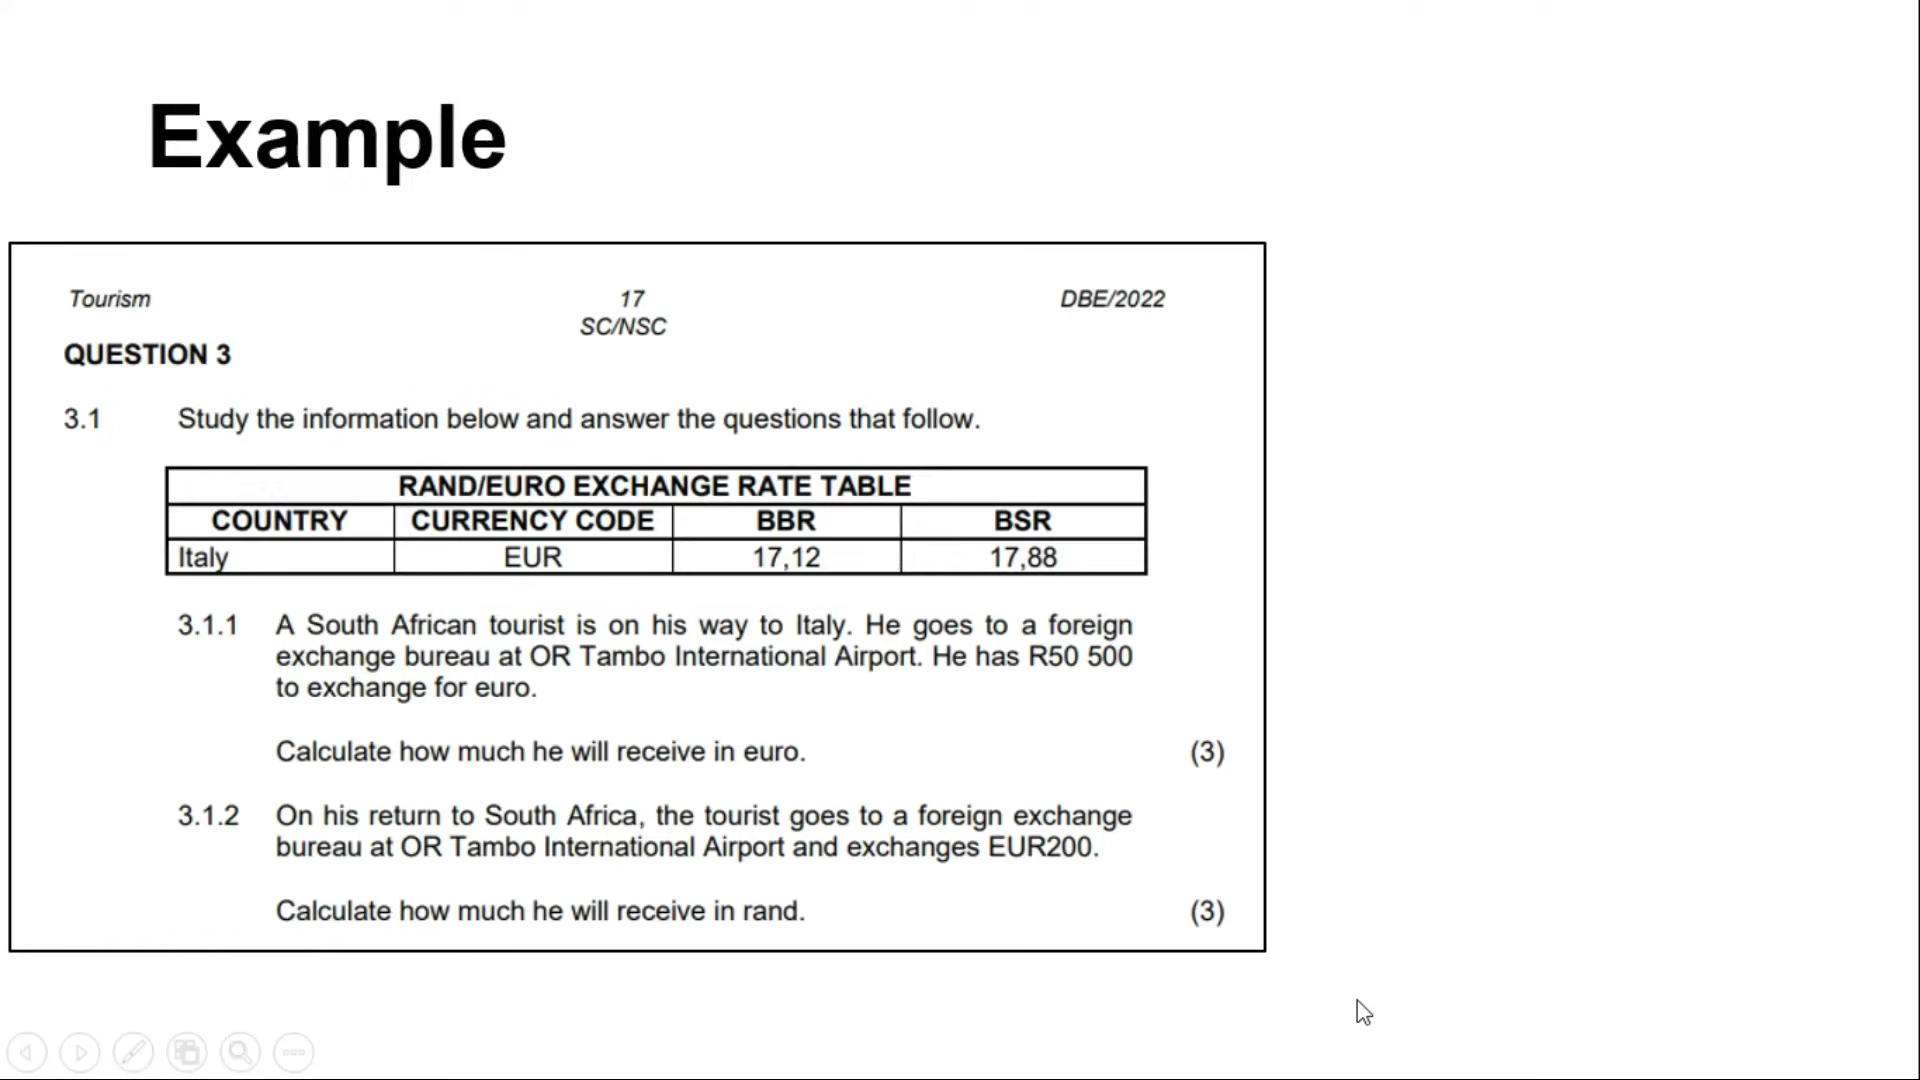 Example
Tourism 17 DBE/2022
SC/NSC
QUESTION 3
3.1 Study the information below and answer the questions that follow.
RAND/EURO EXCHANGE RATE TABLE
COUNTRY CURRENCY CODE BBR BSR
Italy EUR 17,12 17,88
3.1.1 A South African tourist is on his way to Italy. He goes to a foreign
exchange bureau at OR Tambo International Airport. He has R50 500
to exchange for euro.
Calculate how much he will receive in euro. (3)
3.1.2 On his return to South Africa, the tourist goes to a foreign exchange
bureau at OR Tambo International Airport and exchanges EUR200.
Calculate how much he will receive in rand. (3)